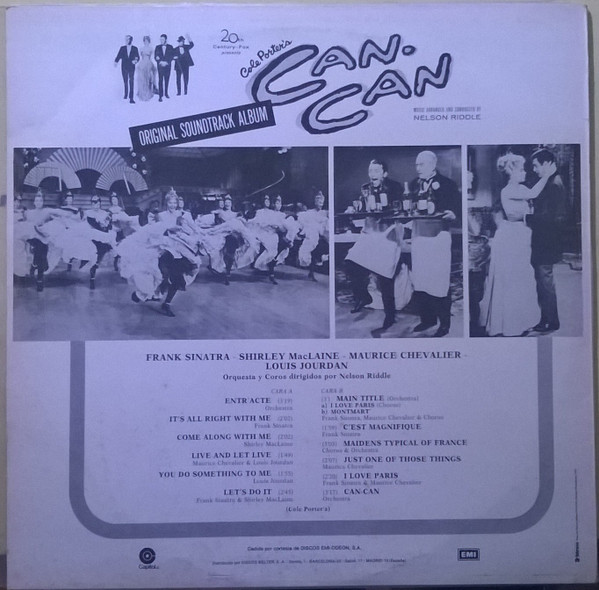 20th
Century-Fox
presents
Cole Porter's
CAN-CAN
MUSIC ARRANGED AND CONDUCTED BY
NELSON RIDDLE
ORIGINAL SOUNDTRACK ALBUM
FRANK SINATRA - SHIRLEY MacLAINE - MAURICE CHEVALIER -
LOUIS JOURDAN
Orquesta y Coros dirigidos por Nelson Riddle
CARA A
ENTR'ACTE
Orchestra
IT'S ALL RIGHT WITH ME
Frank Sinatra
COME ALONG WITH ME
Shirley MacLaine
LIVE AND LET LIVE
Maurice Chevalier & Louis Jourdan
YOU DO SOMETHING TO ME
Louis Jourdan
LET'S DO IT
Frank Sinatra & Shirley MacLaine
CARA B
MAIN TITLE (Orchestra)
a) I LOVE PARIS (Chorus)
b) MONTMART'
Frank Sinatra, Maurice Chevalier & Chorus
C'EST MAGNIFIQUE
Frank Sinatra
MAIDENS TYPICAL OF FRANCE
Chorus & Orchestra
JUST ONE OF THOSE THINGS
Maurice Chevalier
I LOVE PARIS
Frank Sinatra & Maurice Chevalier
CAN-CAN
Orchestra
(Cole Porter's)
Capitol
Cedida por cortesía de DISCOS EMI-ODEON, S.A.
EMI